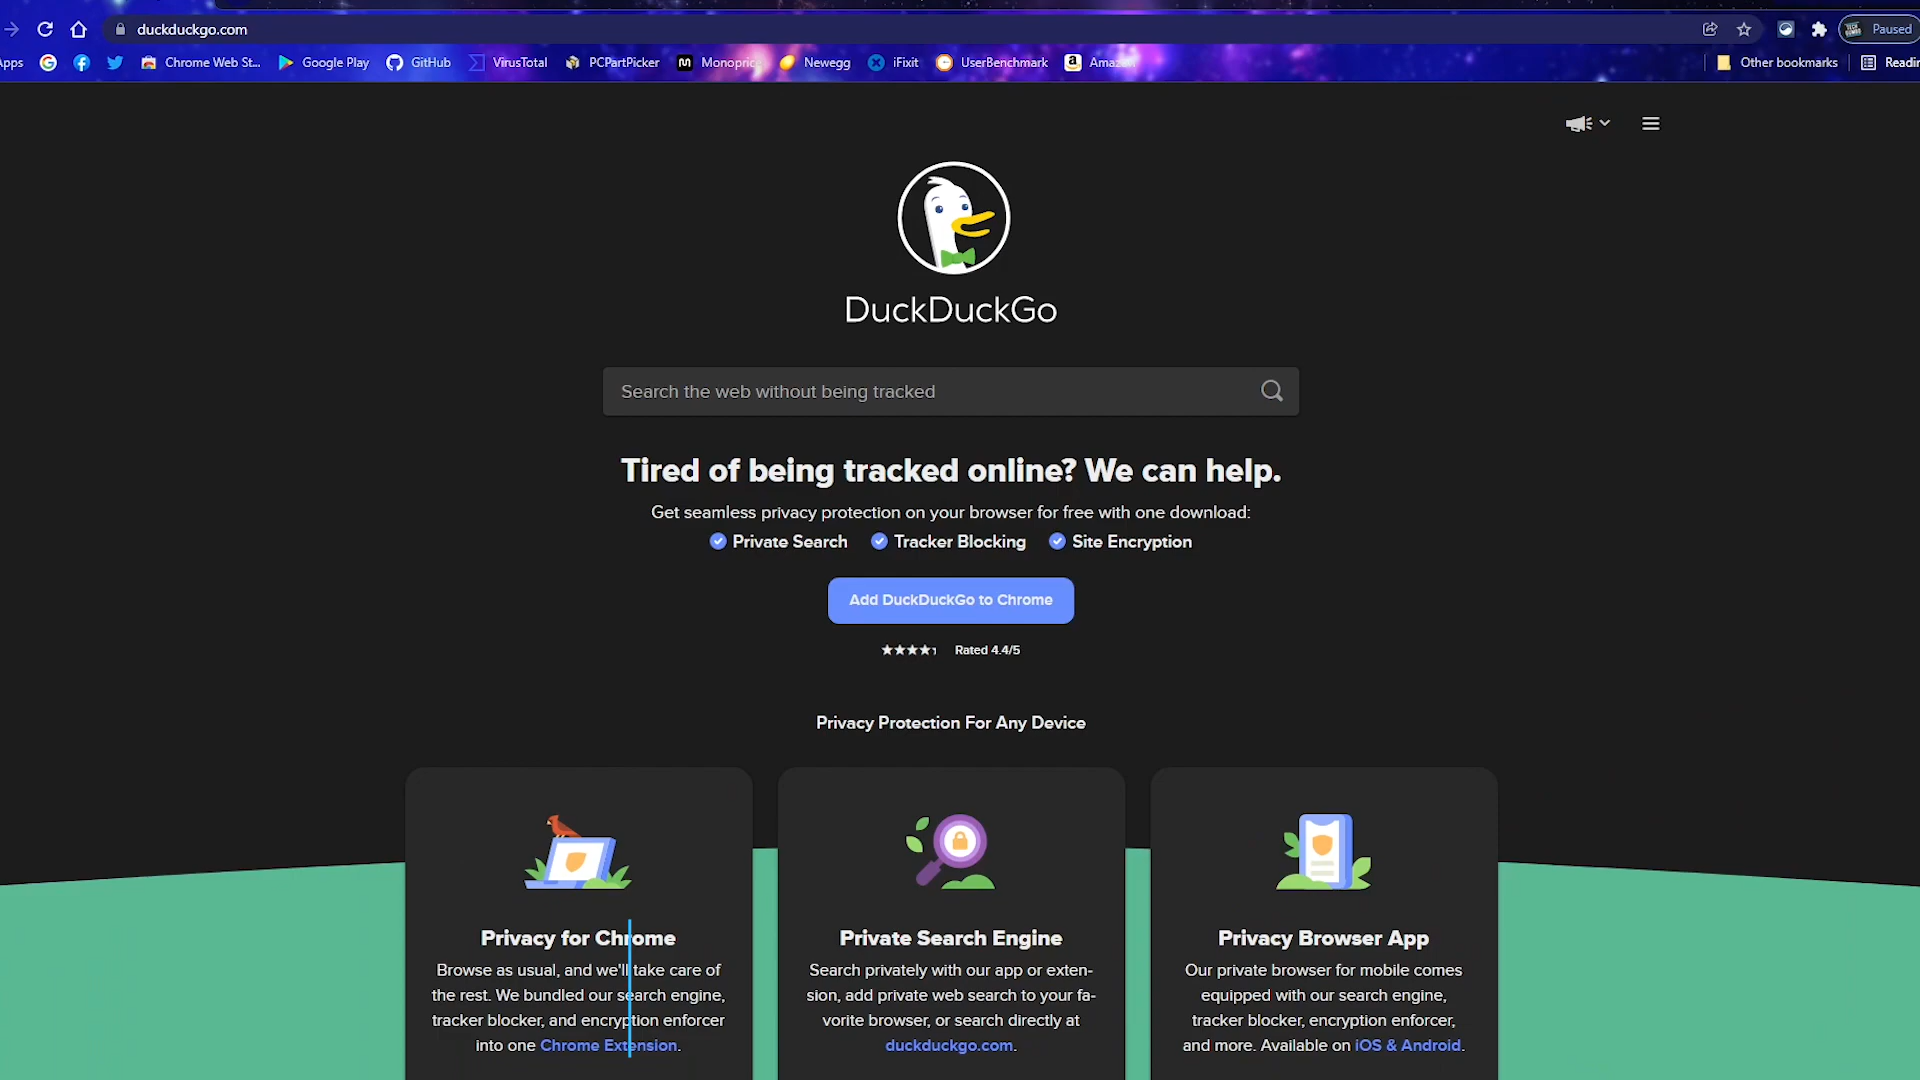 duckduckgo.com
Paused
Apps
Chrome Web St...
Google Play
GitHub
VirusTotal
PCPartPicker
Monoprice
Newegg
iFixit
UserBenchmark
Amazon
Other bookmarks
DuckDuckGo
Search the web without being tracked
Tired of being tracked online? We can help.
Get seamless privacy protection on your browser for free with one download:
Private Search
Tracker Blocking
Site Encryption
Add DuckDuckGo to Chrome
Rated 4.4/5
Privacy Protection For Any Device
Privacy for Chrome
Browse as usual, and we'll take care of
the rest. We bundled our search engine,
tracker blocker, and encryption enforcer
into one Chrome Extension.
Private Search Engine
Search privately with our app or exten-
sion, add private web search to your fa-
vorite browser, or search directly at
duckduckgo.com.
Privacy Browser App
Our private browser for mobile comes
equipped with our search engine,
tracker blocker, encryption enforcer,
and more. Available on iOS & Android.